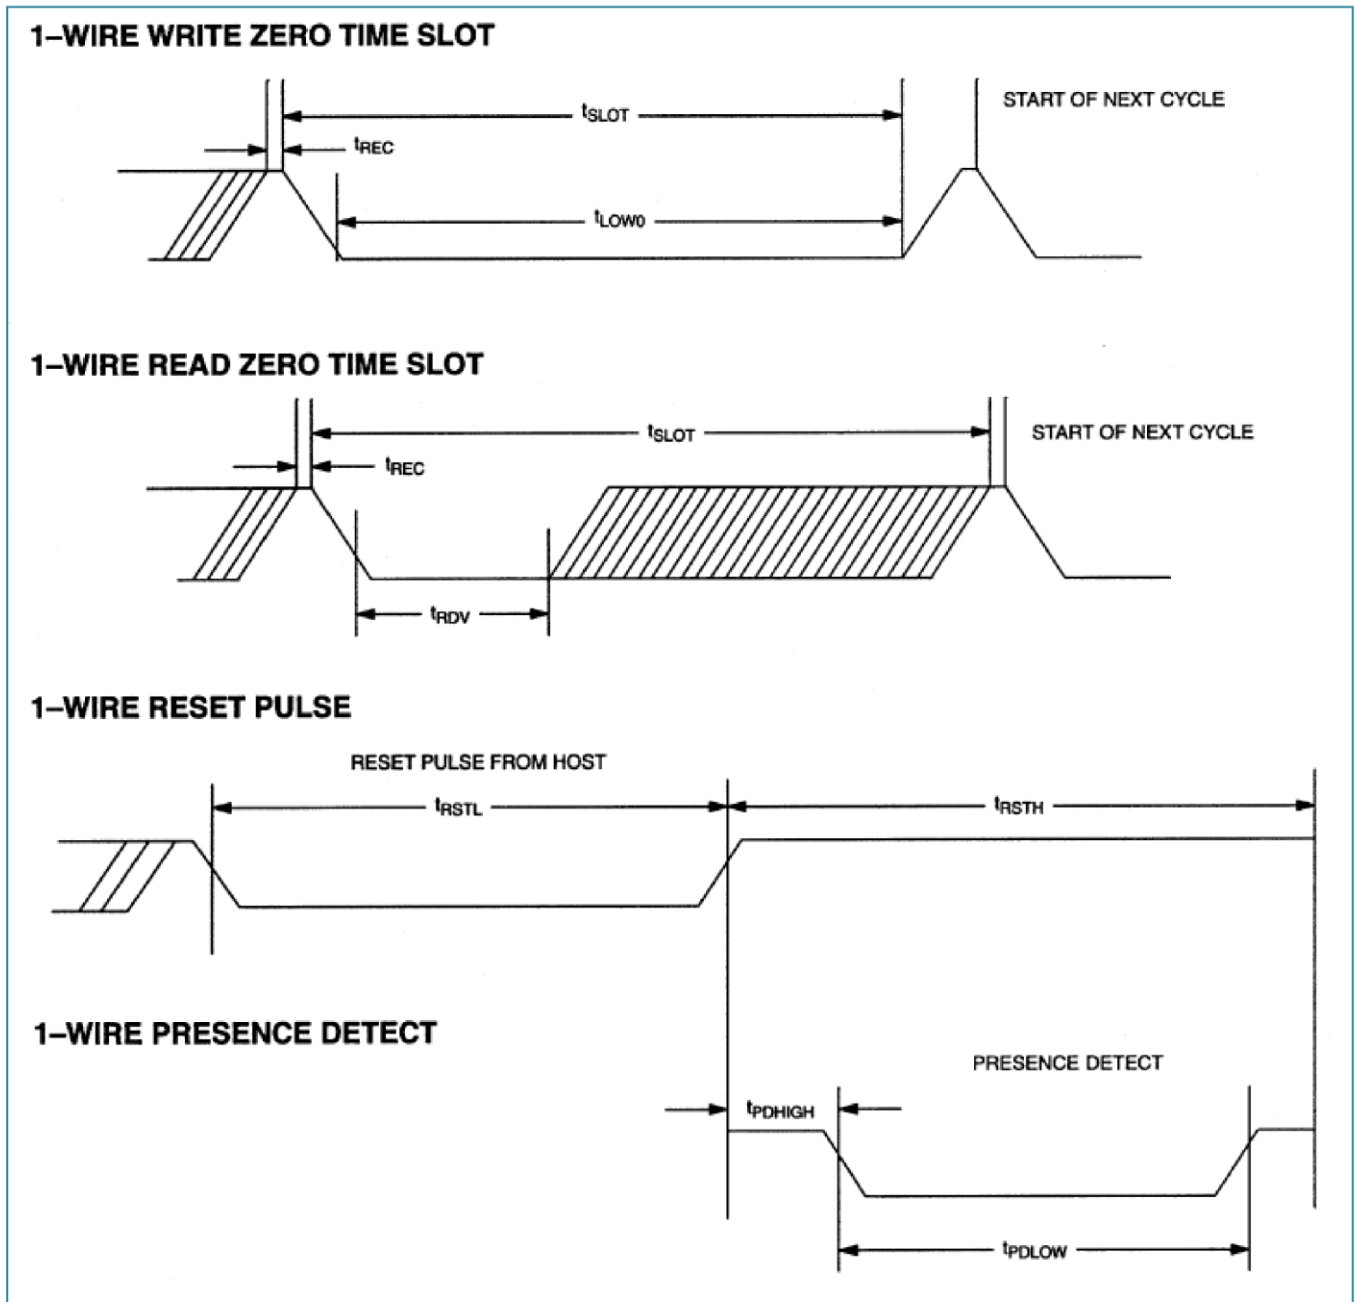 1–WIRE WRITE ZERO TIME SLOT
tSLOT
START OF NEXT CYCLE
tREC
tLOW0
1–WIRE READ ZERO TIME SLOT
tSLOT
START OF NEXT CYCLE
tREC
tRDV
1–WIRE RESET PULSE
RESET PULSE FROM HOST
tRSTL
tRSTH
1–WIRE PRESENCE DETECT
PRESENCE DETECT
tPDHIGH
tPDLOW